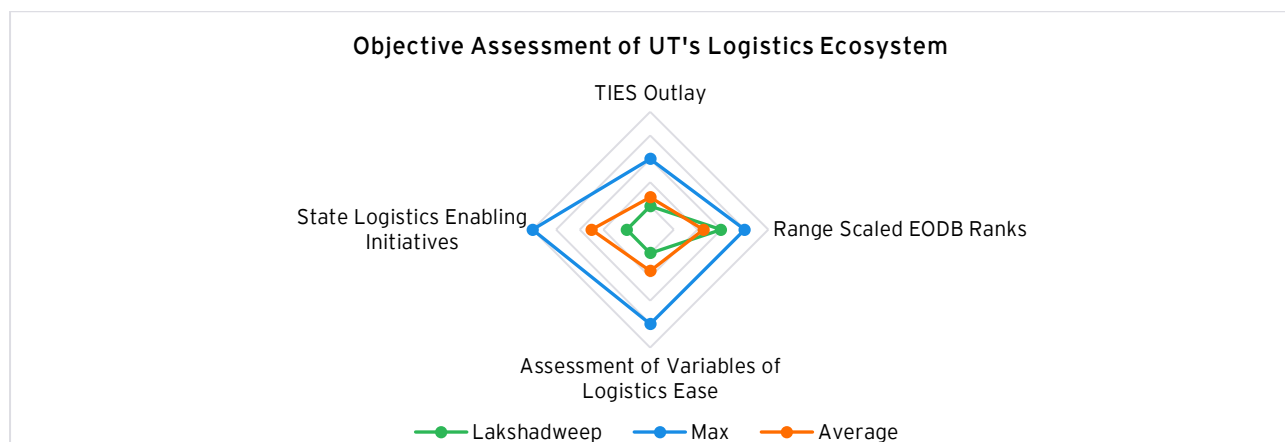 Objective Assessment of UT's Logistics Ecosystem
TIES Outlay
State Logistics Enabling
Initiatives
Range Scaled EODB Ranks
Assessment of Variables of
Logistics Ease
Lakshadweep Max Average